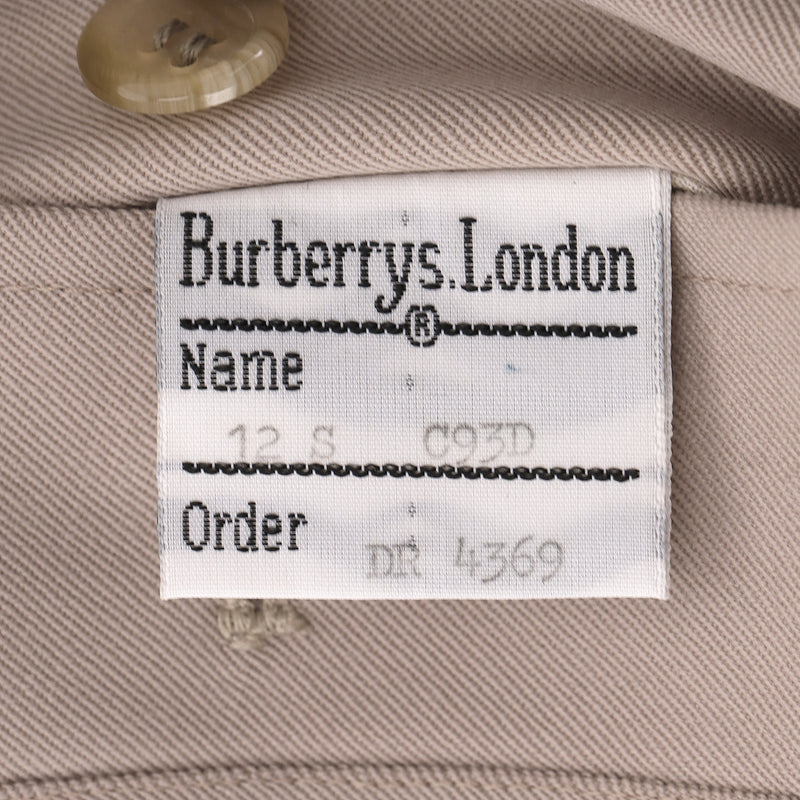 Burberrys.London
®
Name
12 S C93D
Order
DR 4369